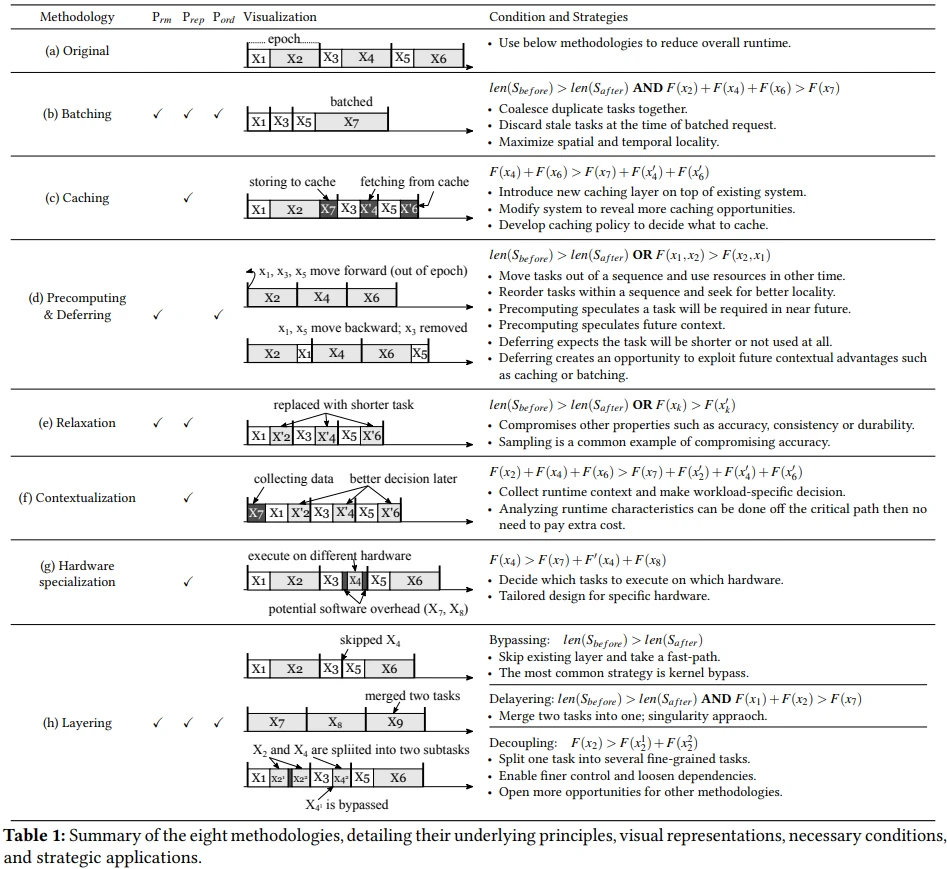 Methodology P_rm P_rep P_ord Visualization Condition and Strategies
(a) Original
epoch
X1 X2 X3 X4 X5 X6
• Use below methodologies to reduce overall runtime.
(b) Batching ✓ ✓ ✓
batched
X1 X3 X5 X7
len(S_before) > len(S_after) AND F(x₂) + F(x₄) + F(x₆) > F(x₇)
• Coalesce duplicate tasks together.
• Discard stale tasks at the time of batched request.
• Maximize spatial and temporal locality.
(c) Caching ✓
storing to cache fetching from cache
X1 X2 X7 X3 X'4 X5 X'6
F(x₄) + F(x₆) > F(x₇) + F(x₄′) + F(x₆′)
• Introduce new caching layer on top of existing system.
• Modify system to reveal more caching opportunities.
• Develop caching policy to decide what to cache.
(d) Precomputing
& Deferring ✓ ✓
x₁, x₃, x₅ move forward (out of epoch)
X2 X4 X6
x₁, x₅ move backward; x₃ removed
X2 X1 X4 X6 X5
len(S_before) > len(S_after) OR F(x₁,x₂) > F(x₂,x₁)
• Move tasks out of a sequence and use resources in other time.
• Reorder tasks within a sequence and seek for better locality.
• Precomputing speculates a task will be required in near future.
• Precomputing speculates future context.
• Deferring expects the task will be shorter or not used at all.
• Deferring creates an opportunity to exploit future contextual advantages such
as caching or batching.
(e) Relaxation ✓ ✓
replaced with shorter task
X1 X'2 X3 X'4 X5 X'6
len(S_before) > len(S_after) OR F(x_k) > F(x_k′)
• Compromises other properties such as accuracy, consistency or durability.
• Sampling is a common example of compromising accuracy.
(f) Contextualization ✓
collecting data better decision later
X7 X1 X'2 X3 X'4 X5 X'6
F(x₂) + F(x₄) + F(x₆) > F(x₇) + F(x₂′) + F(x₄′) + F(x₆′)
• Collect runtime context and make workload-specific decision.
• Analyzing runtime characteristics can be done off the critical path then no
need to pay extra cost.
(g) Hardware
specialization ✓
execute on different hardware
X1 X2 X3 X4 X5 X6
potential software overhead (X₇, X₈)
F(x₄) > F(x₇) + F′(x₄) + F(x₈)
• Decide which tasks to execute on which hardware.
• Tailored design for specific hardware.
(h) Layering ✓ ✓ ✓
skipped X₄
X1 X2 X3 X5 X6
merged two tasks
X7 X8 X9
X₂ and X₄ are spliited into two subtasks
X1 X2¹ X2² X3 X4² X5 X6
X₄¹ is bypassed
Bypassing: len(S_before) > len(S_after)
• Skip existing layer and take a fast-path.
• The most common strategy is kernel bypass.
Delayering: len(S_before) > len(S_after) AND F(x₁) + F(x₂) > F(x₇)
• Merge two tasks into one; singularity appraoch.
Decoupling: F(x₂) > F(x₂¹) + F(x₂²)
• Split one task into several fine-grained tasks.
• Enable finer control and loosen dependencies.
• Open more opportunities for other methodologies.
Table 1: Summary of the eight methodologies, detailing their underlying principles, visual representations, necessary conditions,
and strategic applications.